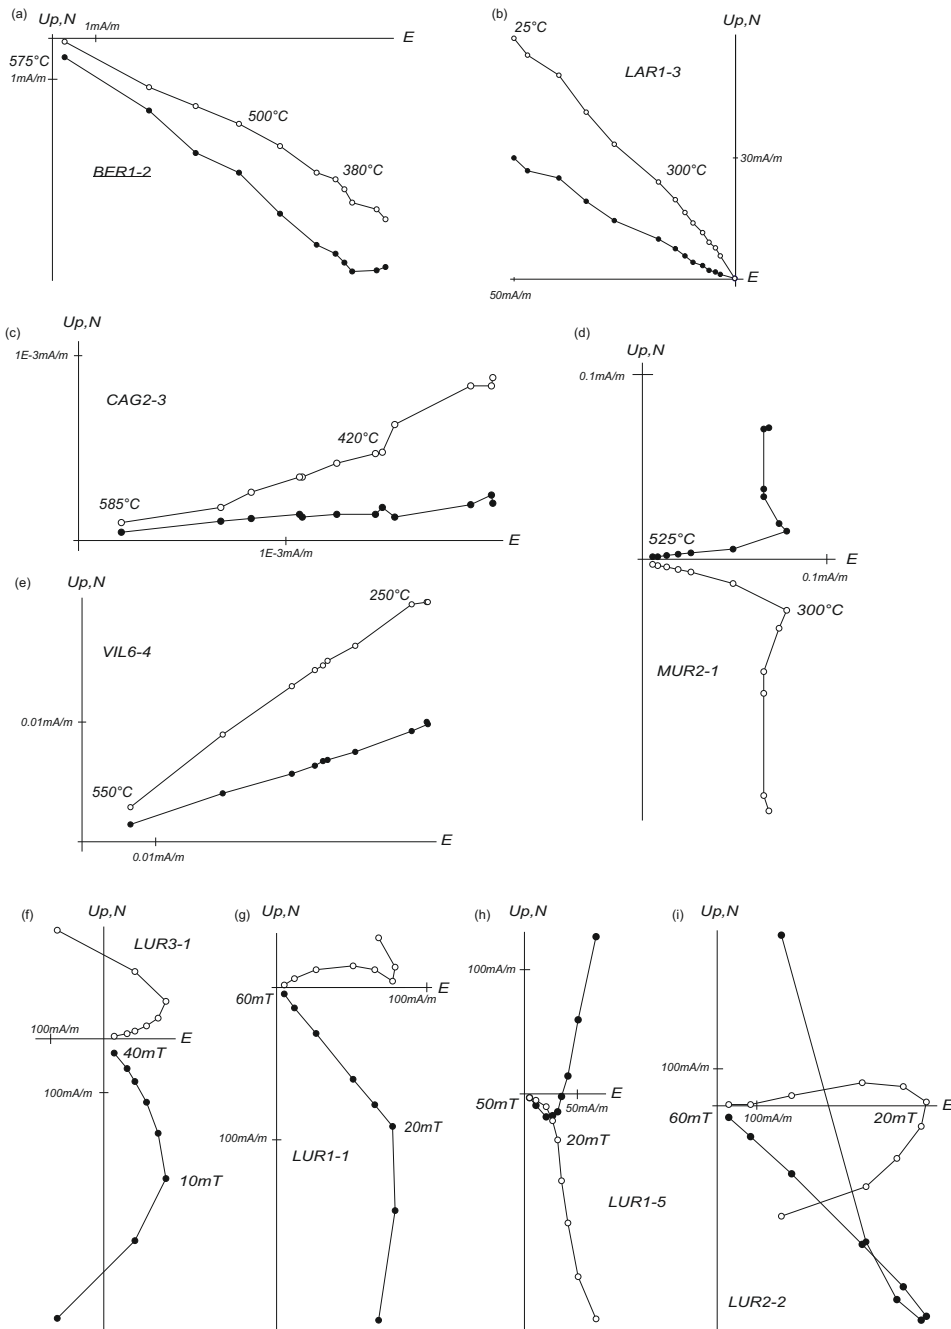 (a)
Up,N
1mA/m
E
575°C
1mA/m
500°C
380°C
BER1-2
(b)
Up,N
25°C
LAR1-3
30mA/m
300°C
E
50mA/m
(c)
Up,N
1E-3mA/m
CAG2-3
420°C
585°C
E
1E-3mA/m
(d)
Up,N
0.1mA/m
525°C
E
0.1mA/m
300°C
MUR2-1
(e)
Up,N
250°C
VIL6-4
0.01mA/m
550°C
E
0.01mA/m
(f)
Up,N
LUR3-1
100mA/m
E
40mT
100mA/m
10mT
(g)
Up,N
E
60mT
100mA/m
20mT
100mA/m
LUR1-1
(h)
Up,N
100mA/m
E
50mT
50mA/m
20mT
LUR1-5
(i)
Up,N
100mA/m
E
60mT
100mA/m
20mT
LUR2-2